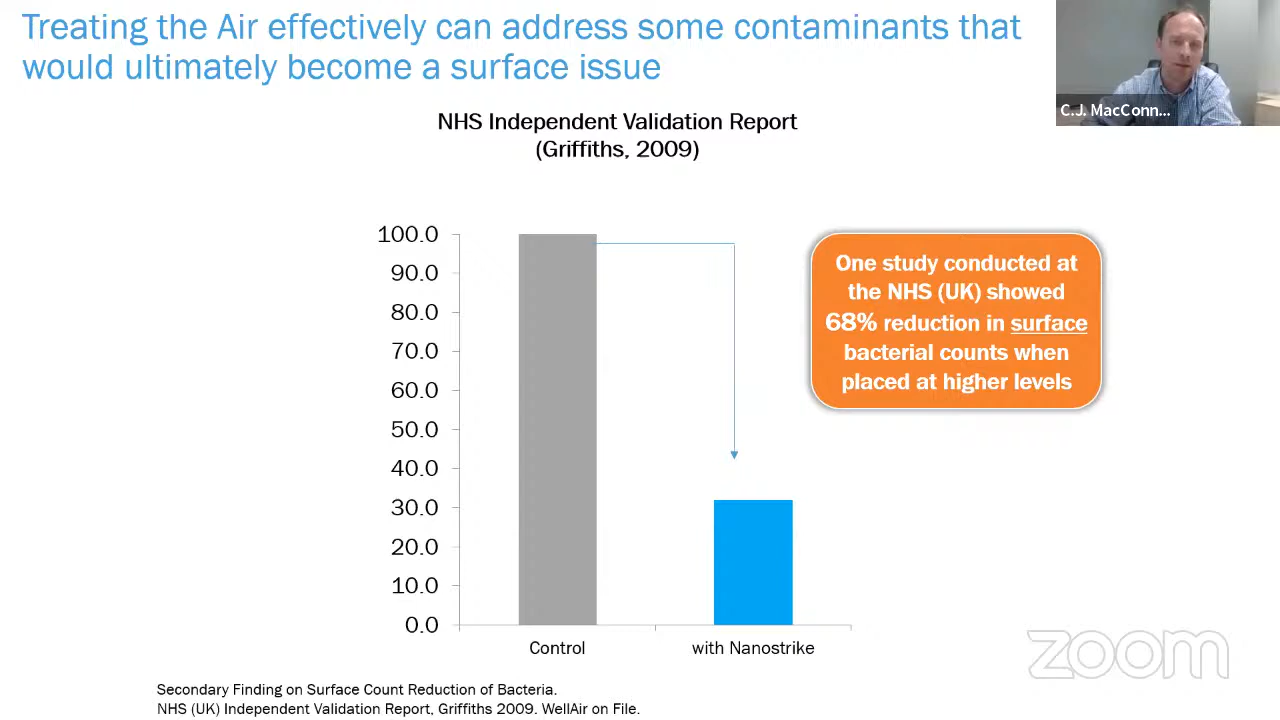 Treating the Air effectively can address some contaminants that
would ultimately become a surface issue
C.J. MacConn...
NHS Independent Validation Report
(Griffiths, 2009)
100.0
90.0
80.0
70.0
60.0
50.0
40.0
30.0
20.0
10.0
0.0
Control
with Nanostrike
One study conducted at
the NHS (UK) showed
68% reduction in surface
bacterial counts when
placed at higher levels
zoom
Secondary Finding on Surface Count Reduction of Bacteria.
NHS (UK) Independent Validation Report, Griffiths 2009. WellAir on File.